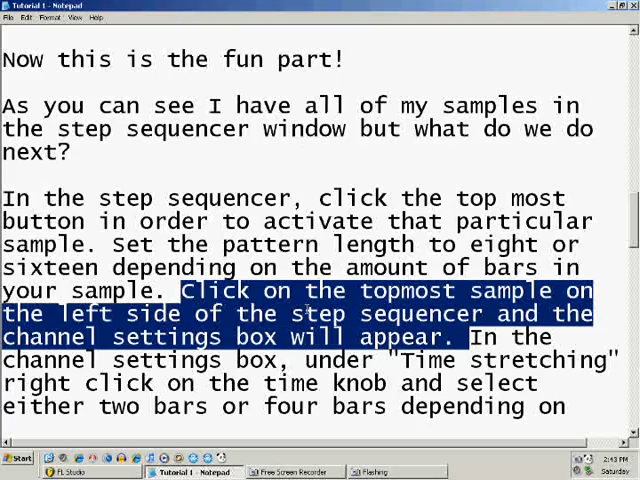 Tutorial 1 - Notepad
File Edit Format View Help
Now this is the fun part!
As you can see I have all of my samples in
the step sequencer window but what do we do
next?
In the step sequencer, click the top most
button in order to activate that particular
sample. Set the pattern length to eight or
sixteen depending on the amount of bars in
your sample. Click on the topmost sample on
the left side of the step sequencer and the
channel settings box will appear. In the
channel settings box, under "Time stretching"
right click on the time knob and select
either two bars or four bars depending on
Start
2:43 PM
FL Studio
Tutorial 1 - Notepad
Free Screen Recorder
Flashing
Saturday